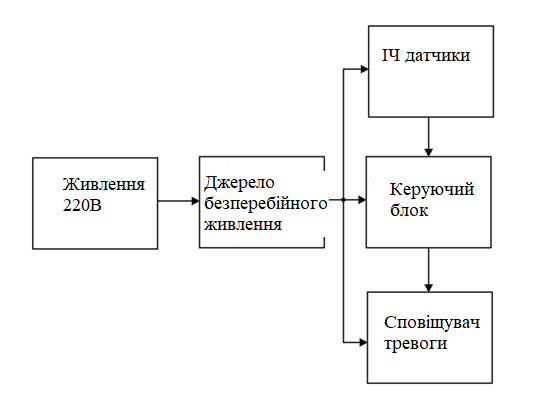 ІЧ датчики
Живлення
220В
Джерело
безперебійного
живлення
Керуючий
блок
Сповіщувач
тревоги